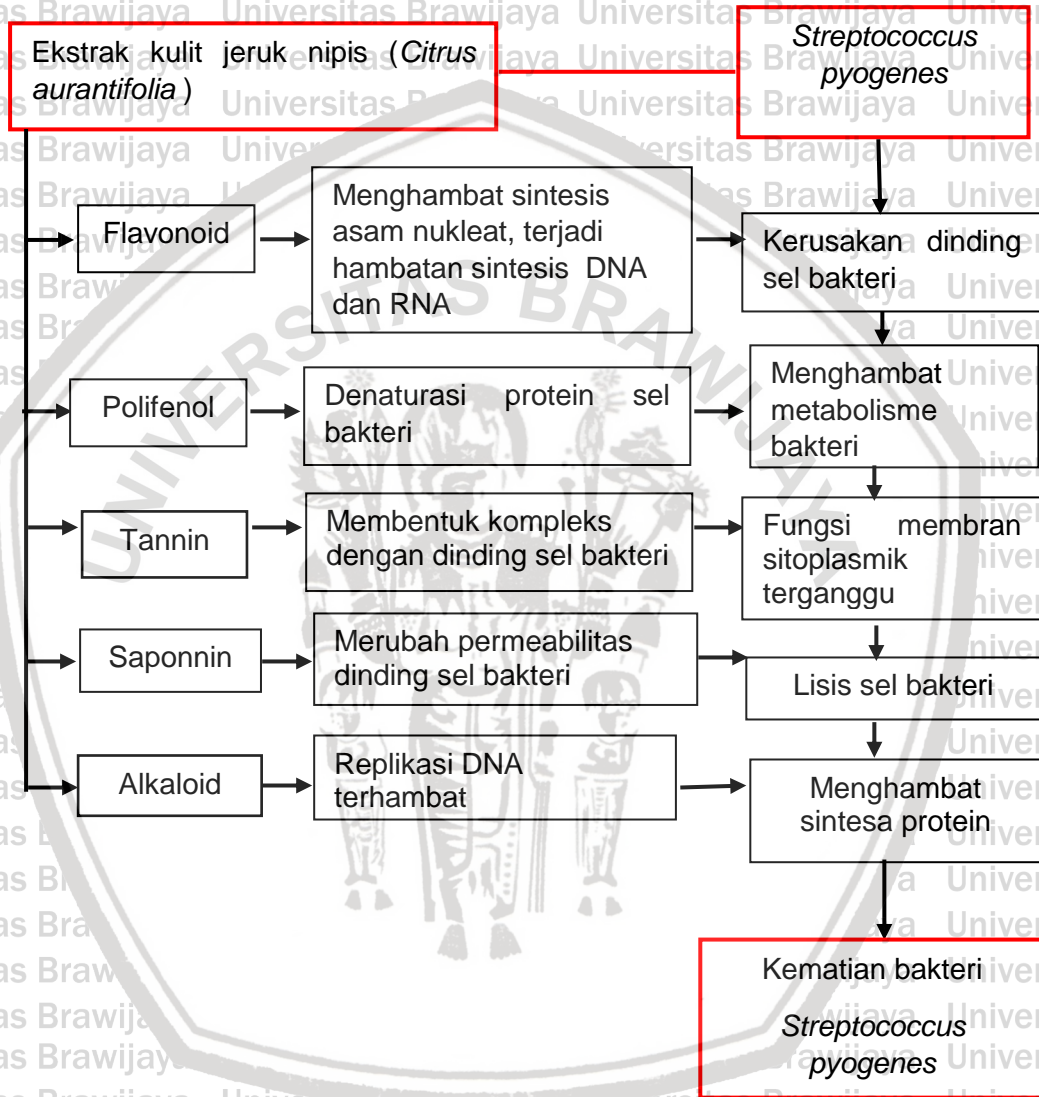 Ekstrak kulit jeruk nipis (Citrus
aurantifolia )
Streptococcus
pyogenes
Flavonoid
Menghambat sintesis
asam nukleat, terjadi
hambatan sintesis DNA
dan RNA
Kerusakan dinding
sel bakteri
Polifenol
Denaturasi protein sel
bakteri
Menghambat
metabolisme
bakteri
Tannin
Membentuk kompleks
dengan dinding sel bakteri
Fungsi membran
sitoplasmik
terganggu
Saponnin
Merubah permeabilitas
dinding sel bakteri
Lisis sel bakteri
Alkaloid
Replikasi DNA
terhambat
Menghambat
sintesa protein
Kematian bakteri
Streptococcus
pyogenes
UNIVERSITAS BRAWIJAYA